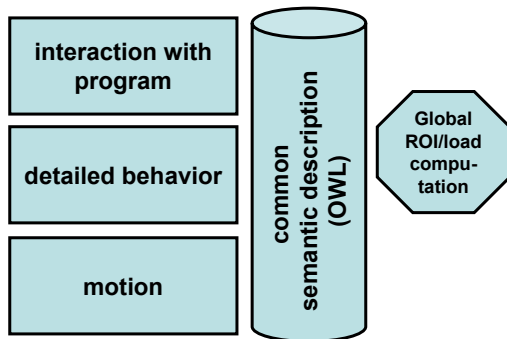 interaction with
program
detailed behavior
motion
common
semantic description
(OWL)
Global
ROI/load
compu-
tation